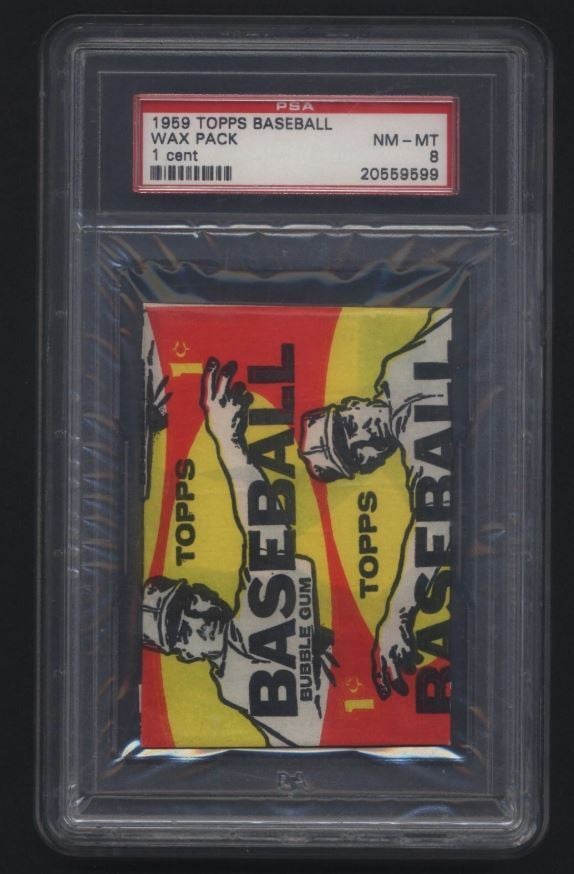 PSA
1959 TOPPS BASEBALL
WAX PACK
NM - MT
1 cent
8
20559599
1¢
TOPPS
BASEBALL
BUBBLE GUM
TOPPS
1¢
BASEBALL